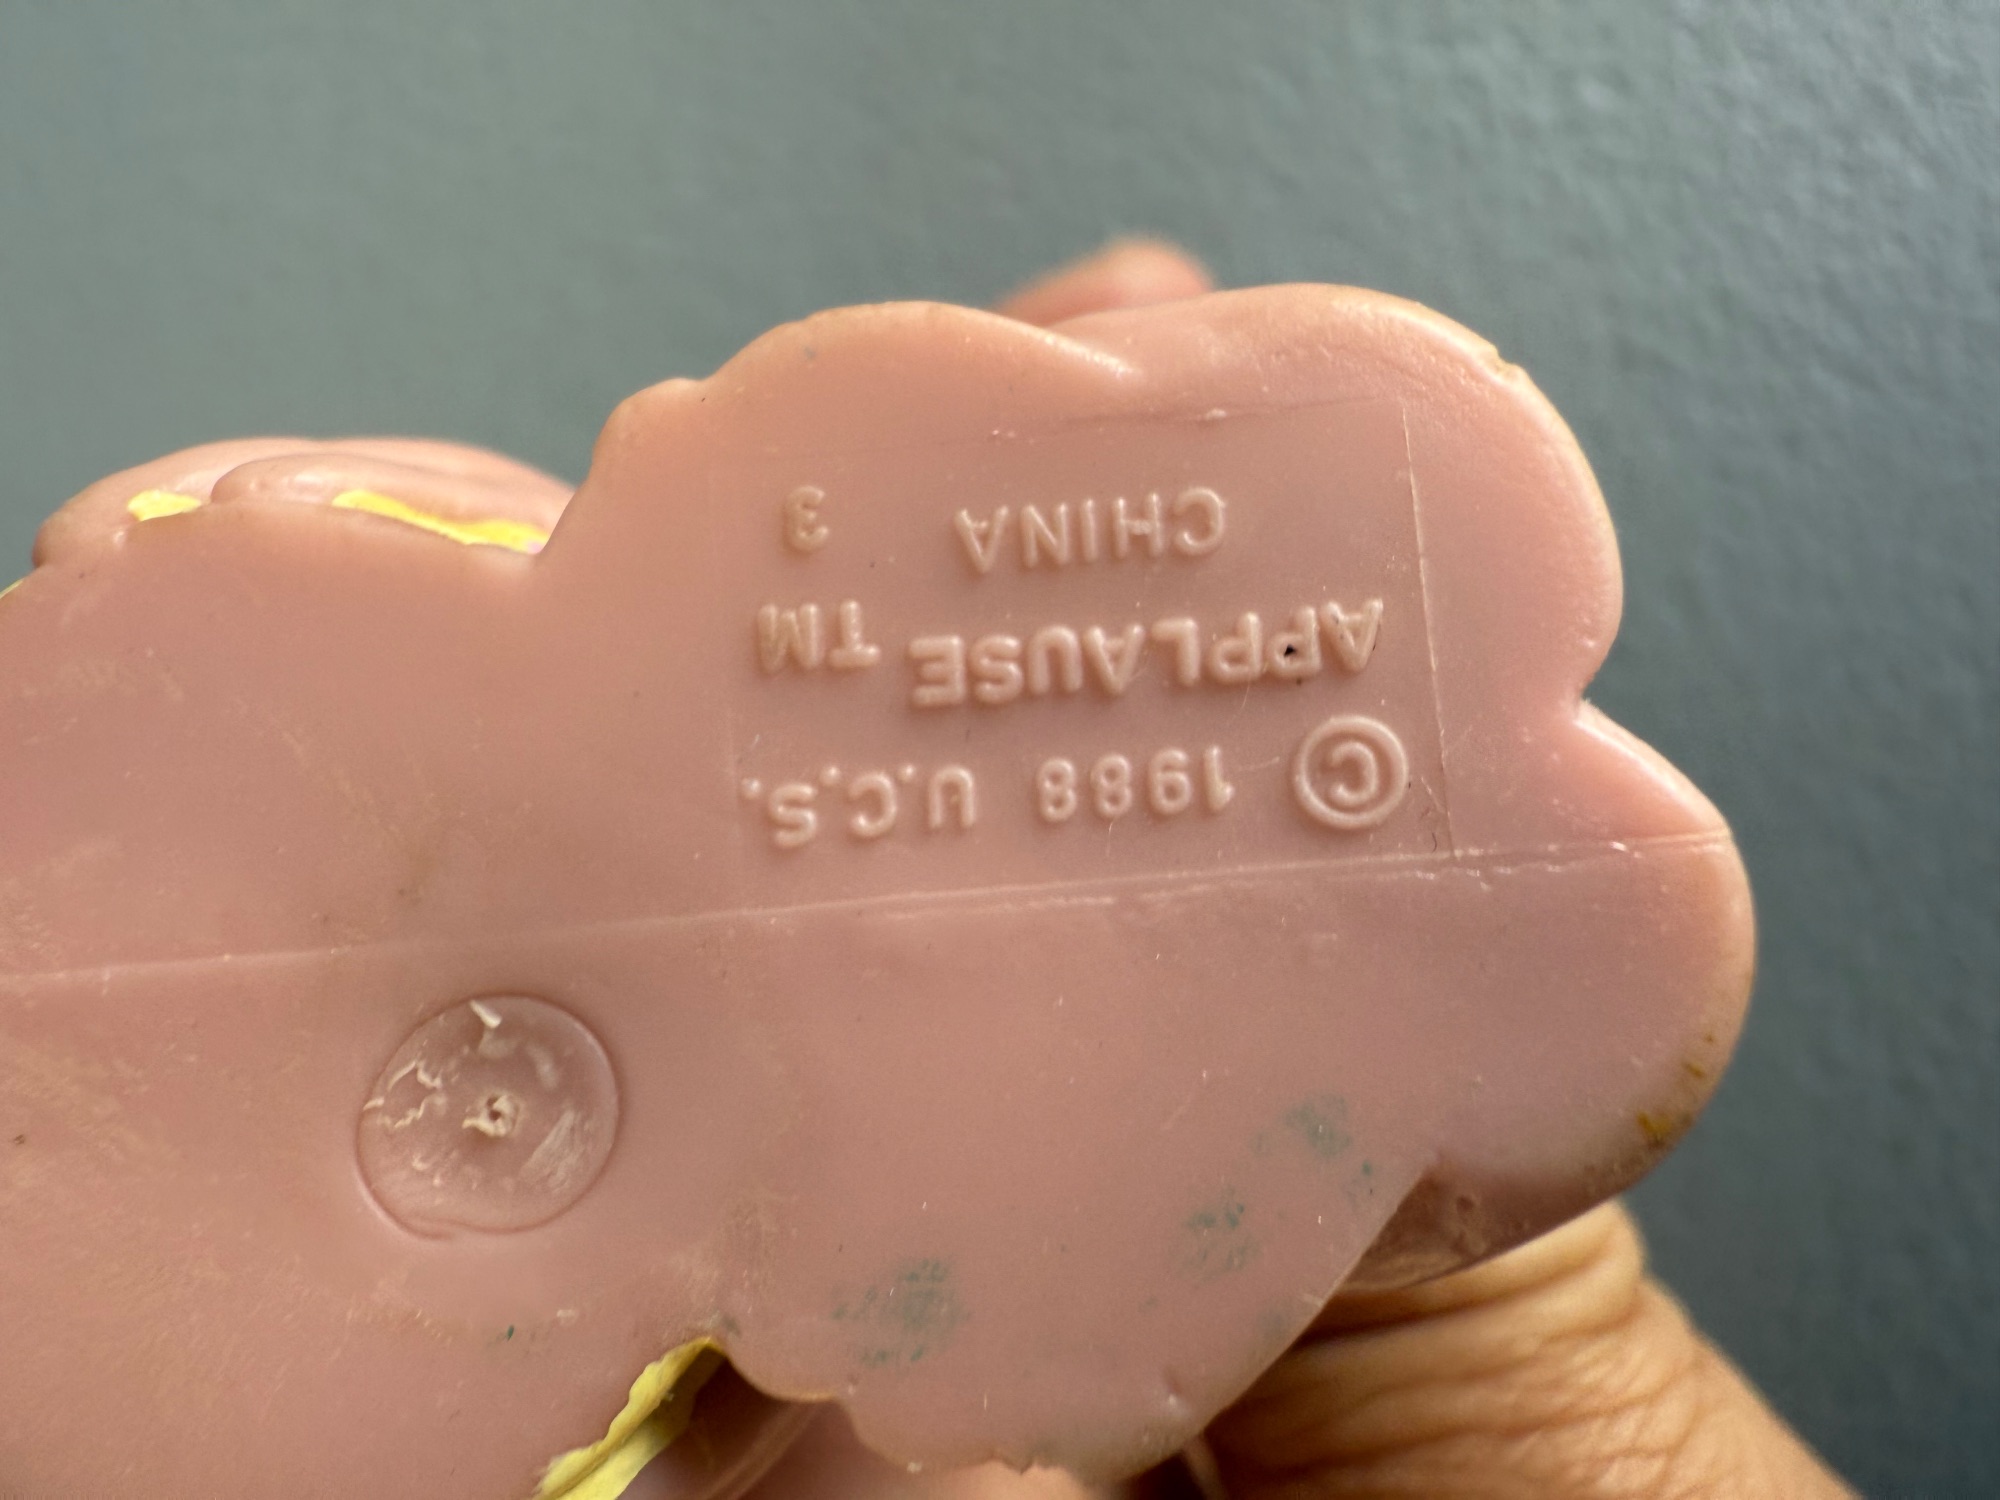 © 1988 U.C.S.
APPLAUSE TM
CHINA 3